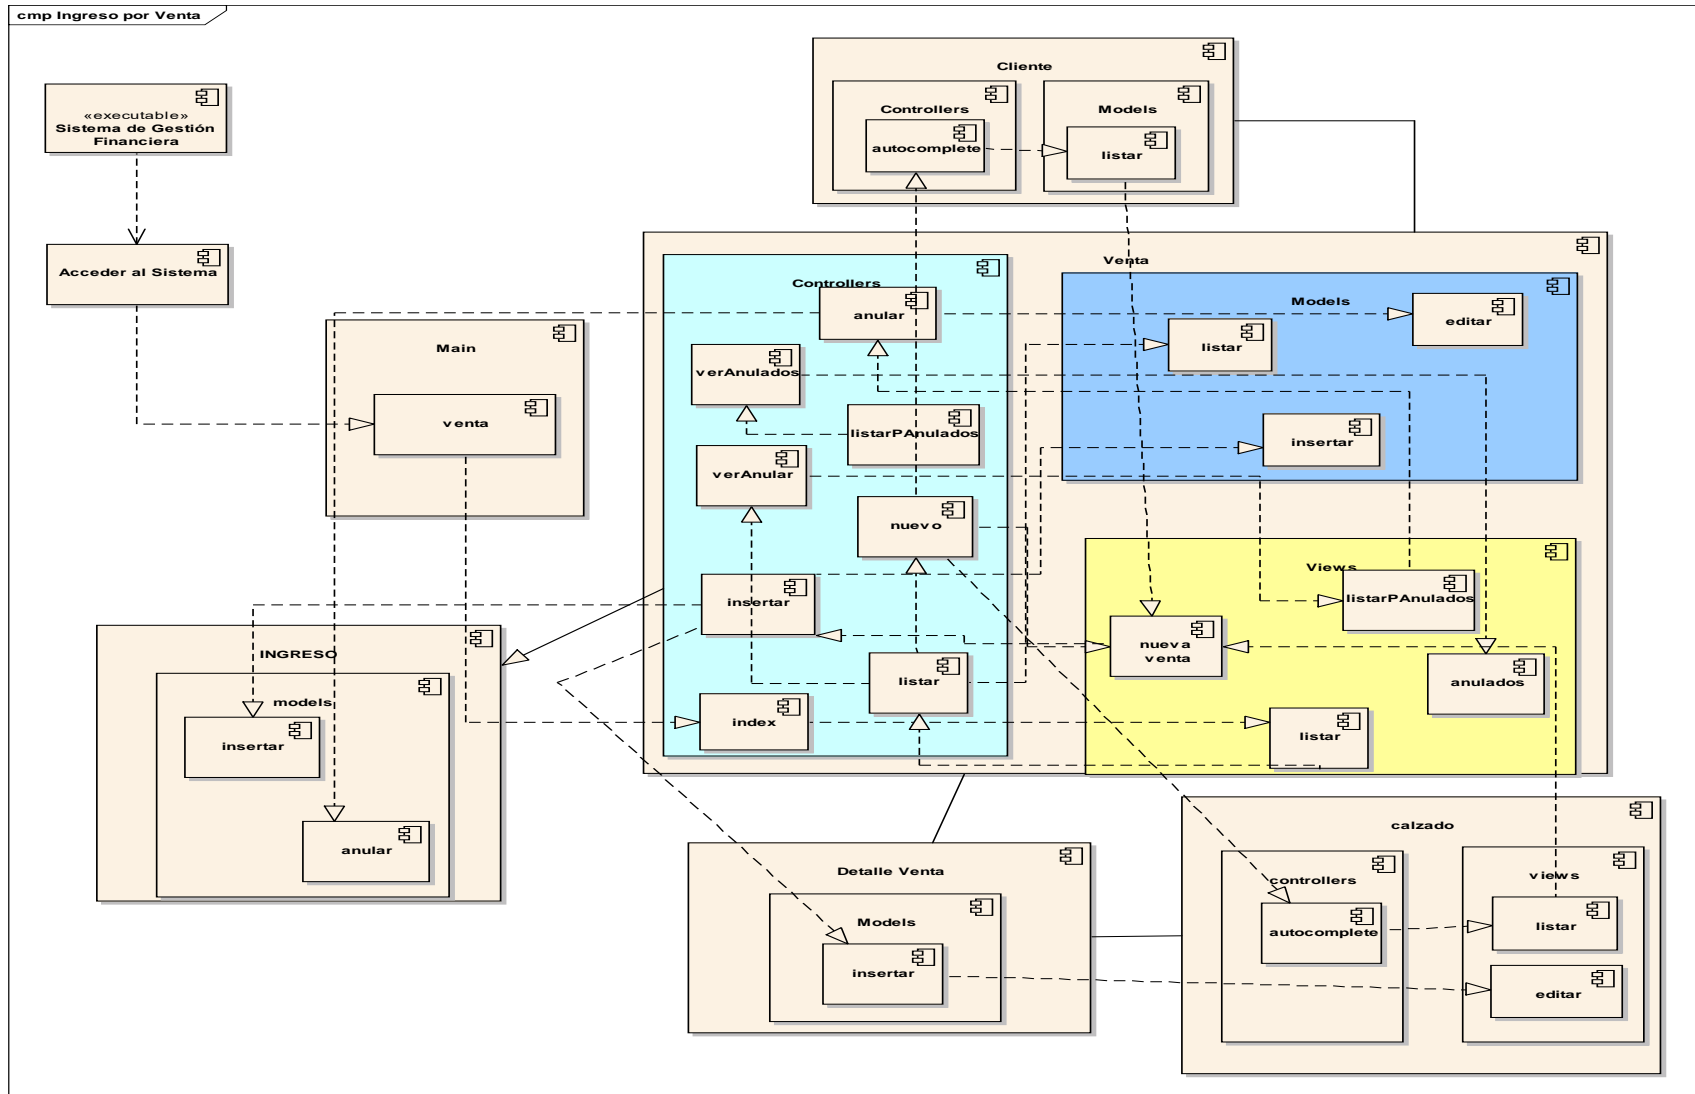 cmp Ingreso por Venta
«executable»
Sistema de Gestión
Financiera
Acceder al Sistema
Main
venta
Cliente
Controllers
autocomplete
Models
listar
Venta
Controllers
anular
verAnulados
listarPAnulados
verAnular
nuevo
insertar
listar
index
Models
editar
listar
insertar
Views
listarPAnulados
nueva
venta
anulados
listar
INGRESO
models
insertar
anular
Detalle Venta
Models
insertar
calzado
controllers
autocomplete
views
listar
editar